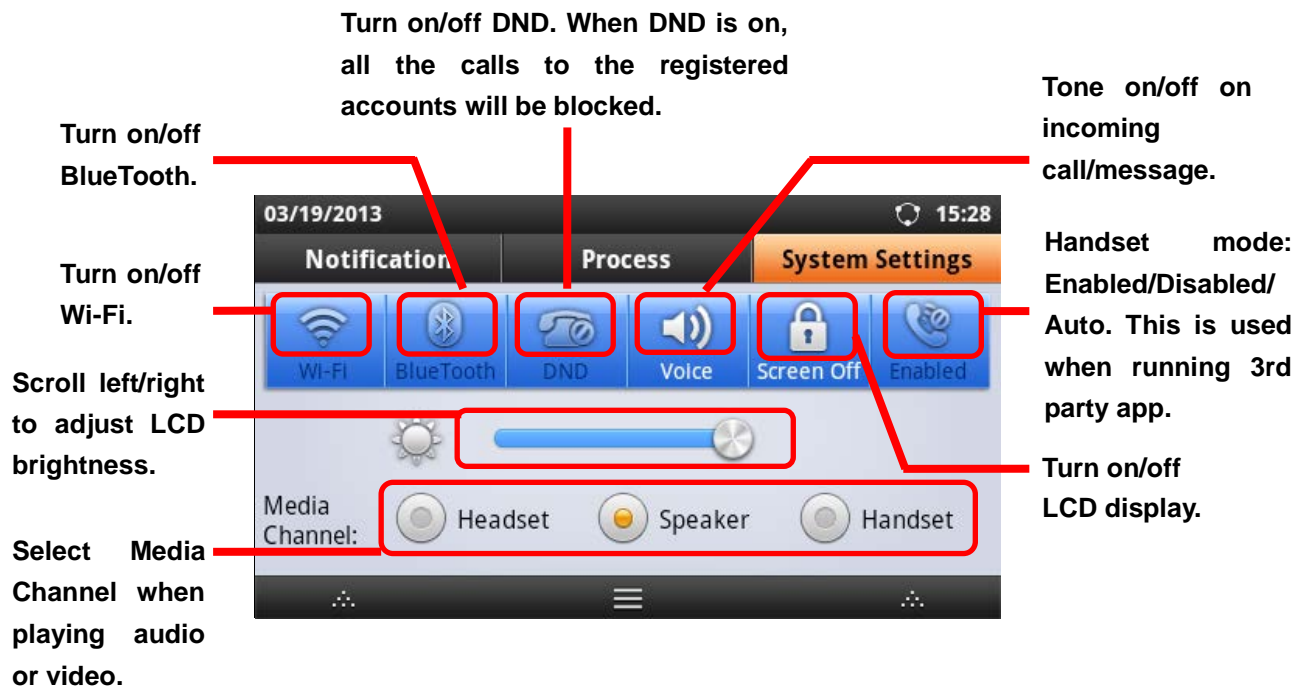 Turn on/off DND. When DND is on,
all the calls to the registered
accounts will be blocked.
Tone on/off on
incoming
call/message.
Turn on/off
BlueTooth.
03/19/2013 15:28
Notification Process System Settings
Handset mode:
Enabled/Disabled/
Auto. This is used
when running 3rd
party app.
Turn on/off
Wi-Fi.
Wi-Fi BlueTooth DND Voice Screen Off Enabled
Scroll left/right
to adjust LCD
brightness.
Turn on/off
LCD display.
Media
Channel:
Headset Speaker Handset
Select Media
Channel when
playing audio
or video.